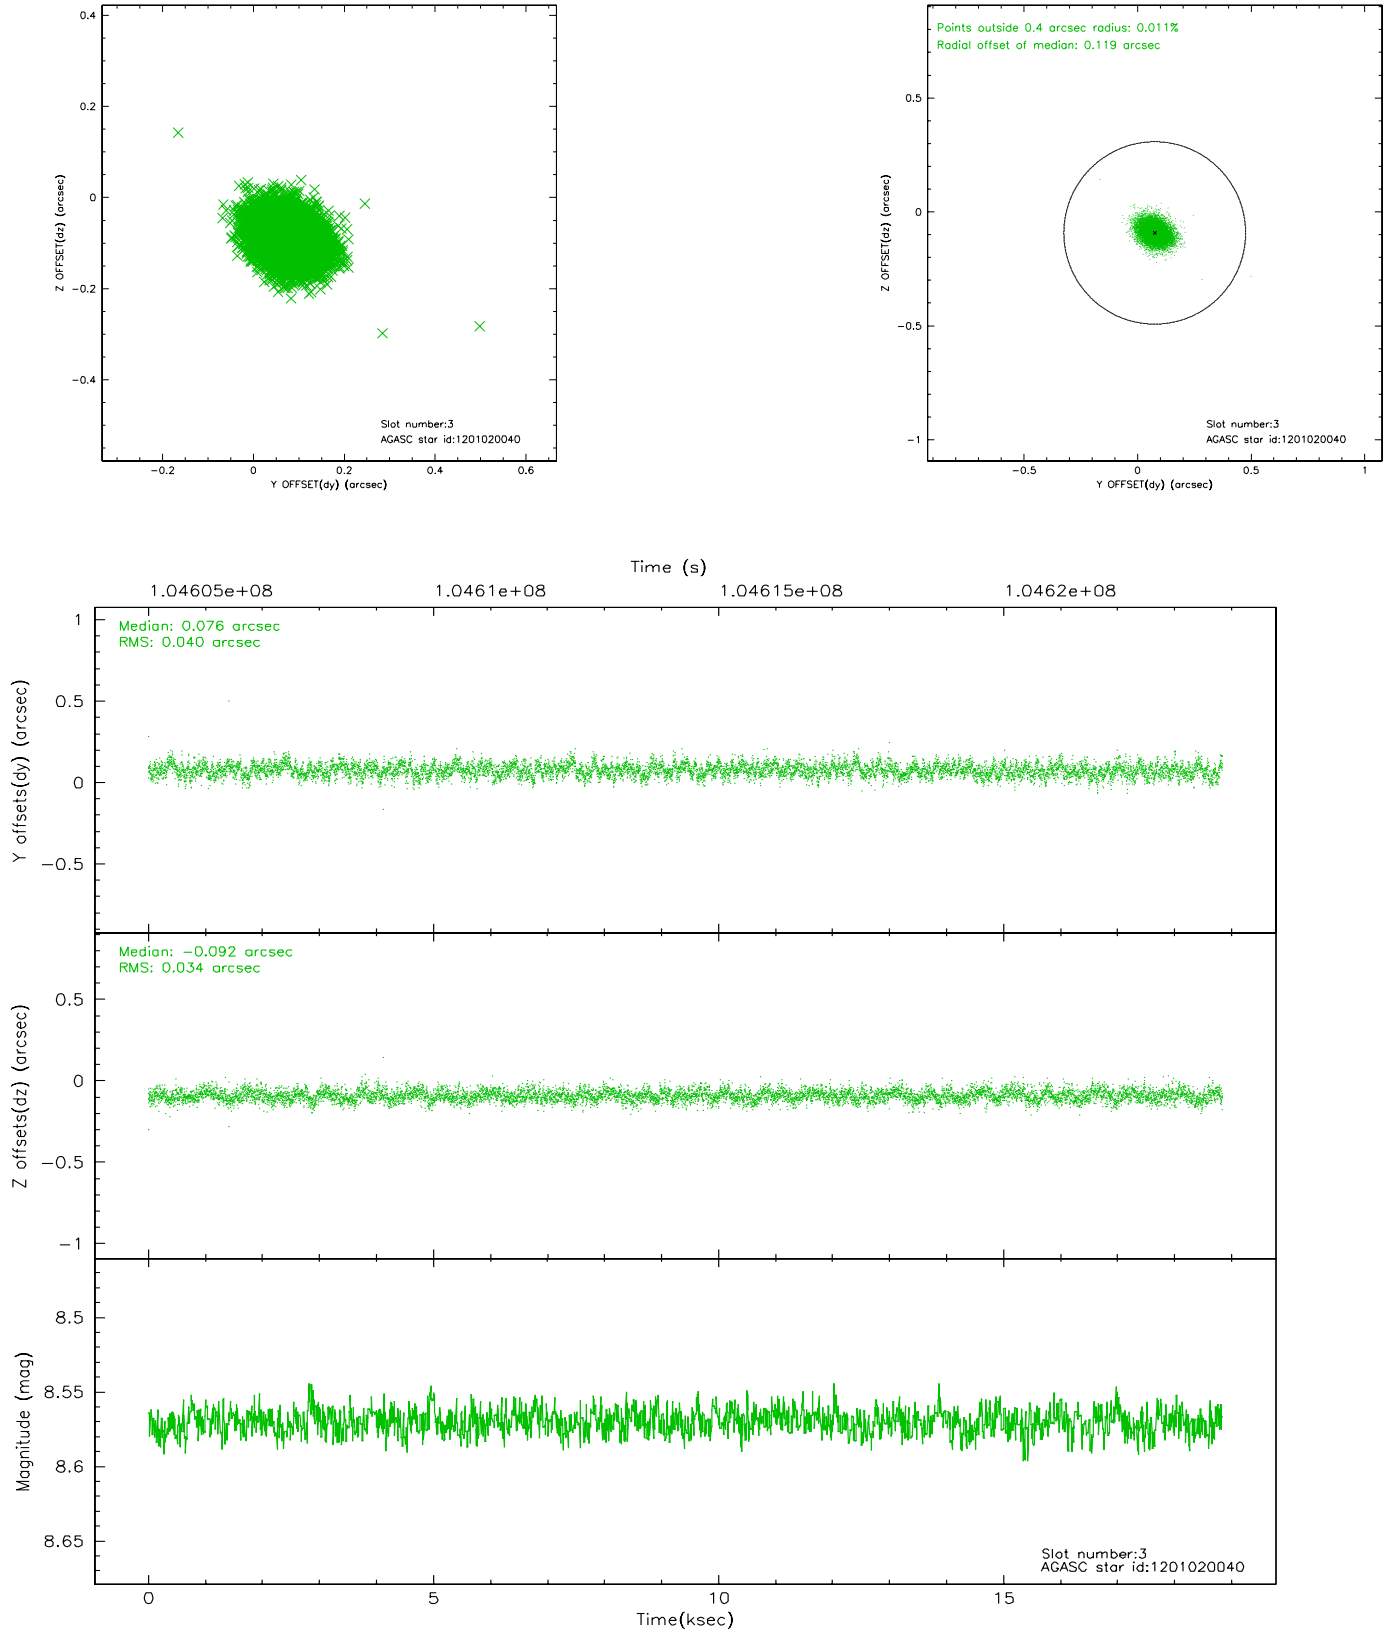 0.4
0.2
0
−0.2
−0.4
Z OFFSET(dz) (arcsec)
Slot number:3
AGASC star id:1201020040
−0.2 0 0.2 0.4 0.6
Y OFFSET(dy) (arcsec)
Points outside 0.4 arcsec radius: 0.011%
Radial offset of median: 0.119 arcsec
0.5
0
−0.5
−1
Z OFFSET(dz) (arcsec)
Slot number:3
AGASC star id:1201020040
−0.5 0 0.5 1
Y OFFSET(dy) (arcsec)
Time (s)
1.04605e+08 1.0461e+08 1.04615e+08 1.0462e+08
Median: 0.076 arcsec
RMS: 0.040 arcsec
1
0.5
0
−0.5
Y offsets(dy) (arcsec)
Median: −0.092 arcsec
RMS: 0.034 arcsec
0.5
0
−0.5
−1
Z offsets(dz) (arcsec)
8.5
8.55
8.6
8.65
Magnitude (mag)
Slot number:3
AGASC star id:1201020040
0 5 10 15
Time(ksec)